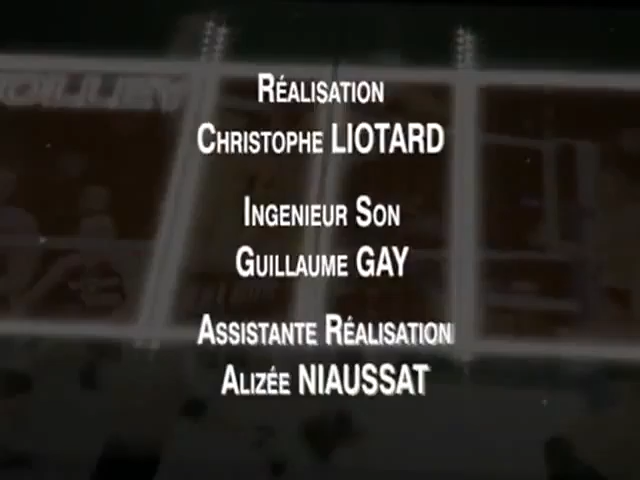 Réalisation
Christophe LIOTARD
Ingenieur Son
Guillaume GAY
Assistante Réalisation
Alizée NIAUSSAT